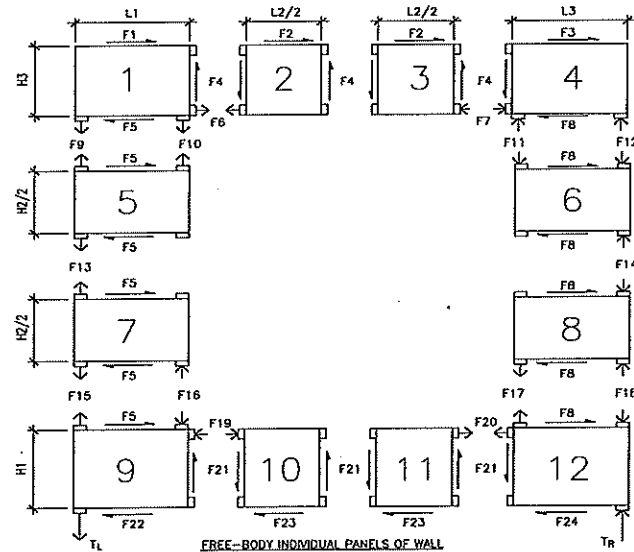 L1 L2/2 L2/2 L3
F1 F2 F2 F3
H3 1 F4 2 F4 3 F4 4
F6 F7
F5 F8
F9 F10 F11 F12
F5 F8
H2/2 5 6
F5 F8
F13 F14
F5 F8
H2/2 7 8
F5 F8
F15 F16 F17 F18
F5 F19 F20 F8
H1 9 F21 10 F21 11 F21 12
F22 F23 F23 F24
TL FREE-BODY INDIVIDUAL PANELS OF WALL TR